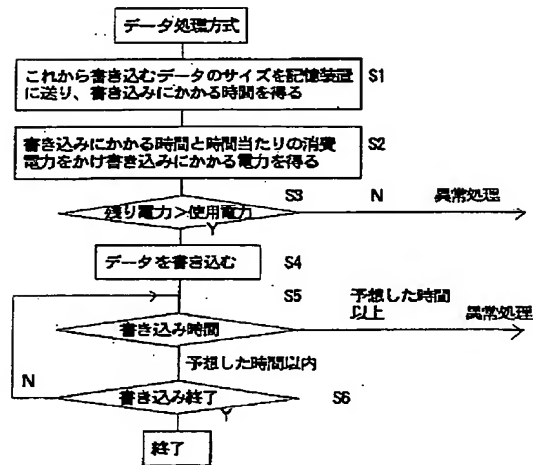 データ処理方式
これから書き込むデータのサイズを記憶装置
に送り、書き込みにかかる時間を得る
S1
書き込みにかかる時間と時間当たりの消費
電力をかけ書き込みにかかる電力を得る
S2
S3
残り電力>使用電力
N
異常処理
Y
データを書き込む
S4
S5
書き込み時間
予想した時間
以上
異常処理
予想した時間以内
N
書き込み終了
S6
Y
終了